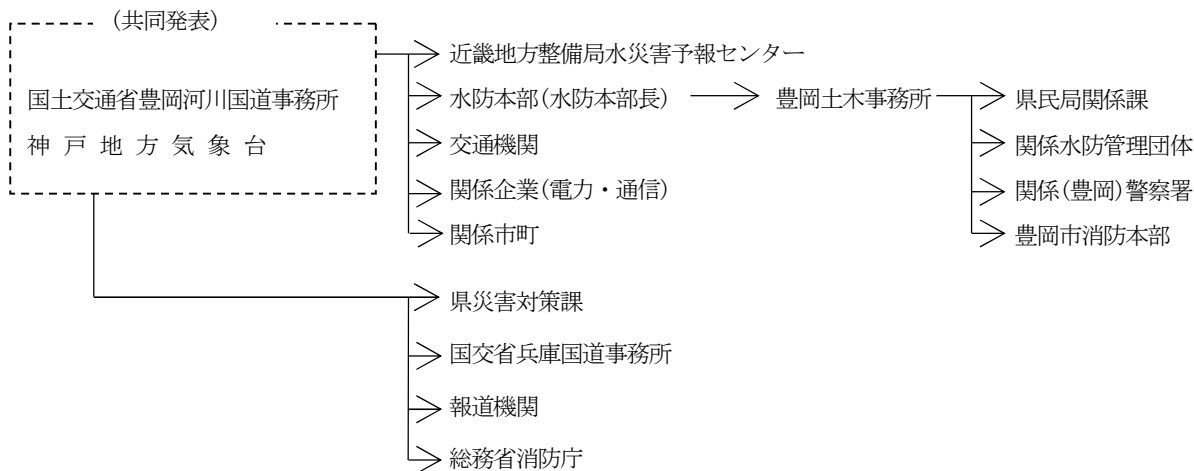 (共同発表)
国土交通省豊岡河川国道事務所
神戸地方気象台
近畿地方整備局水災害予報センター
水防本部(水防本部長)
豊岡土木事務所
県民局関係課
交通機関
関係水防管理団体
関係企業(電力・通信)
関係(豊岡)警察署
関係市町
豊岡市消防本部
県災害対策課
国交省兵庫国道事務所
報道機関
総務省消防庁